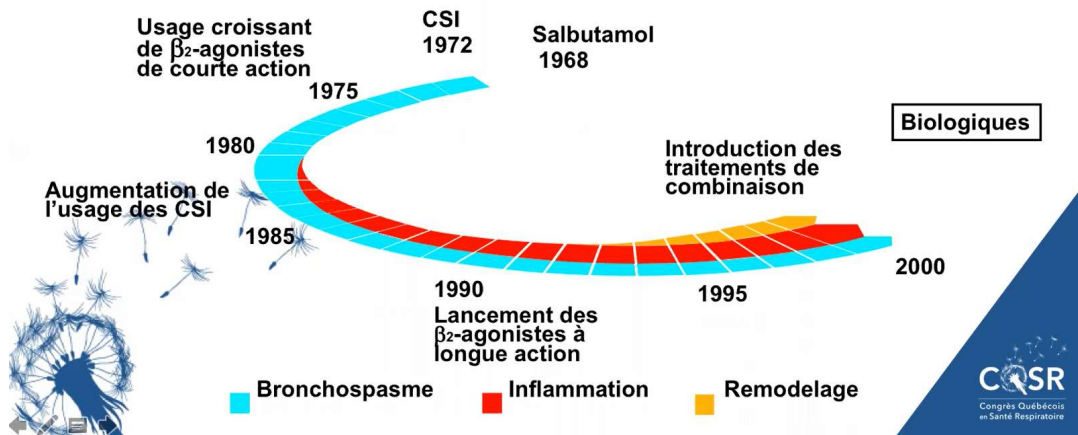 Usage croissant
de β₂-agonistes
de courte action
CSI
1972
Salbutamol
1968
1975
1980
Biologiques
Introduction des
traitements de
combinaison
Augmentation de
l'usage des CSI
1985
1990
1995
2000
Lancement des
β₂-agonistes à
longue action
Bronchospasme
Inflammation
Remodelage
CQSR
Congrès Québécois
en Santé Respiratoire